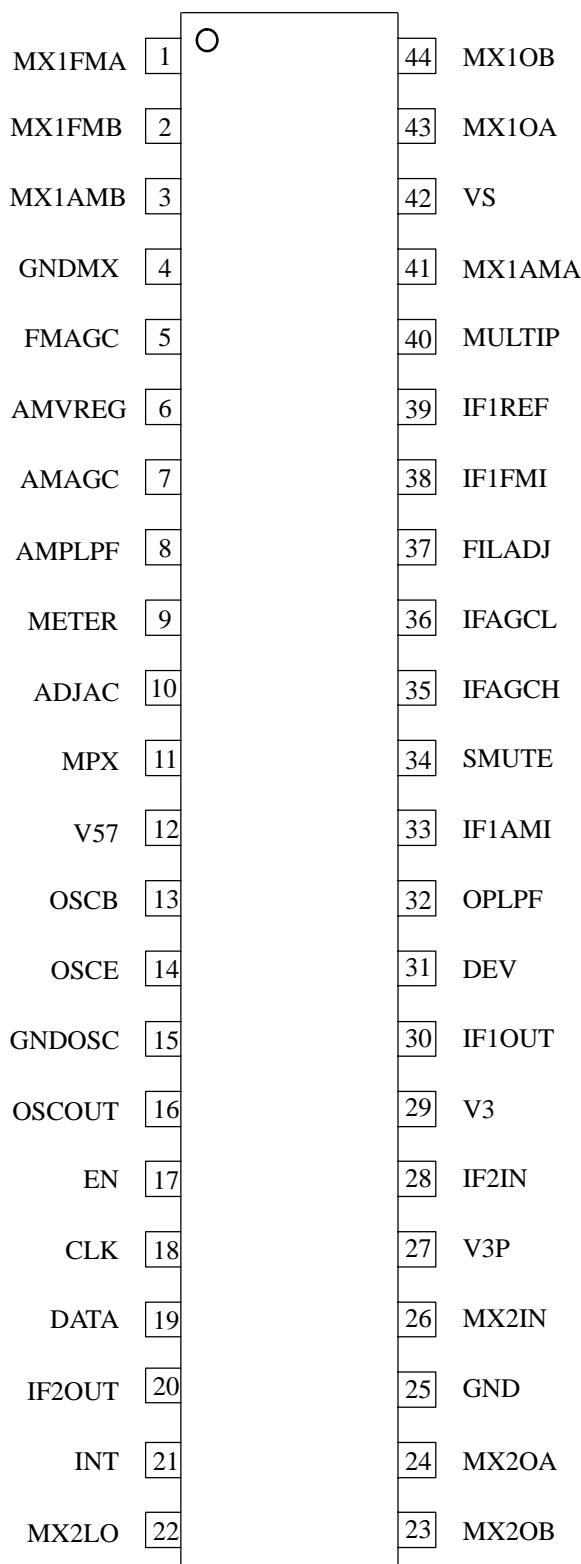 MX1FMA 1 44 MX1OB
MX1FMB 2 43 MX1OA
MX1AMB 3 42 VS
GNDMX 4 41 MX1AMA
FMAGC 5 40 MULTIP
AMVREG 6 39 IF1REF
AMAGC 7 38 IF1FMI
AMPLPF 8 37 FILADJ
METER 9 36 IFAGCL
ADJAC 10 35 IFAGCH
MPX 11 34 SMUTE
V57 12 33 IF1AMI
OSCB 13 32 OPLPF
OSCE 14 31 DEV
GNDOSC 15 30 IF1OUT
OSCOUT 16 29 V3
EN 17 28 IF2IN
CLK 18 27 V3P
DATA 19 26 MX2IN
IF2OUT 20 25 GND
INT 21 24 MX2OA
MX2LO 22 23 MX2OB